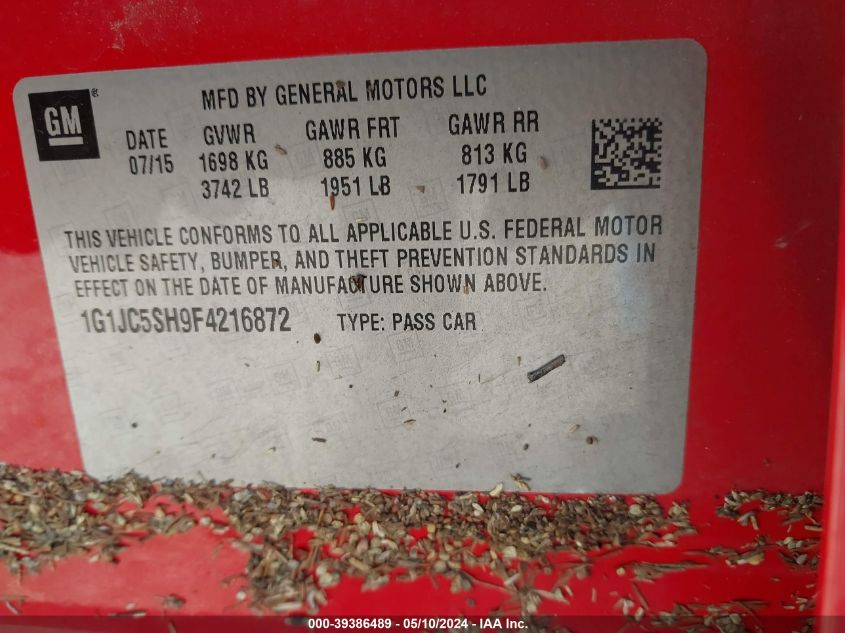 MFD BY GENERAL MOTORS LLC
GM®
DATE GVWR GAWR FRT GAWR RR
07/15 1698 KG 885 KG 813 KG
3742 LB 1951 LB 1791 LB
THIS VEHICLE CONFORMS TO ALL APPLICABLE U.S. FEDERAL MOTOR
VEHICLE SAFETY, BUMPER, AND THEFT PREVENTION STANDARDS IN
EFFECT ON THE DATE OF MANUFACTURE SHOWN ABOVE.
1G1JC5SH9F4216872 TYPE: PASS CAR
000-39386489 - 05/10/2024 - IAA Inc.